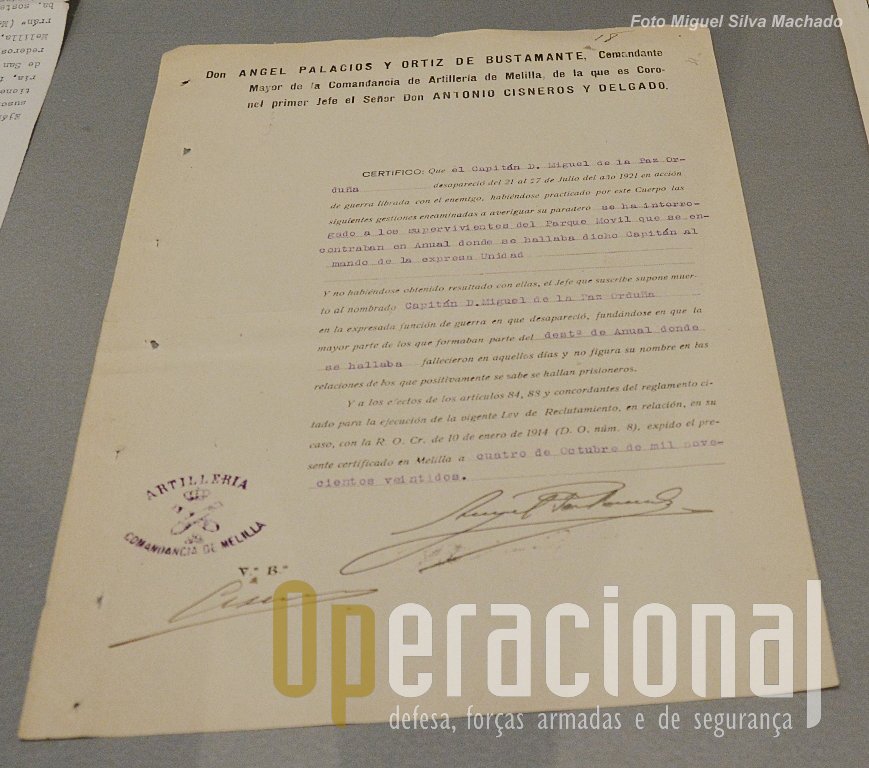 Foto Miguel Silva Machado
18
Don ANGEL PALACIOS Y ORTIZ DE BUSTAMANTE, Comandante
Mayor de la Comandancia de Artillería de Melilla, de la que es Coro-
nel primer Jefe el Señor Don ANTONIO CISNEROS Y DELGADO.
CERTIFICO: Que el Capitán D. Miguel de la Paz Or-
duña desapareció del 21 al 27 de Julio del año 1921 en acción
de guerra librada con el enemigo, habiéndose practicado por este Cuerpo las
siguientes gestiones encaminadas a averiguar su paradero se ha interro-
gado a los supervivientes del Parque Movil que se en-
contraban en Anual donde se hallaba dicho Capitán al
mando de la expresa Unidad
Y no habiéndose obtenido resultado con ellas, el Jefe que suscribe supone muer-
to al nombrado Capitán D.Miguel de la Paz Orduña
en la expresada función de guerra en que desapareció, fundándose en que la
mayor parte de los que formaban parte del destº de Anual donde
se hallaba fallecieron en aquellos días y no figura su nombre en las
relaciones de los que positivamente se sabe se hallan prisioneros.
Y a los efectos de los artículos 84, 83 y concordantes del reglamento ci-
tado para la ejecución de la vigente Ley de Reclutamiento, en relación, en su
caso, con la R. O. Cr. de 10 de enero de 1914 (D. O. núm. 8), expido el pre-
sente certificado en Melilla a cuatro de Octubre de mil nove-
cientos veintidos.
ARTILLERIA
COMANDANCIA DE MELILLA
V.º B.º
Operacional
defesa, forças armadas e de segurança